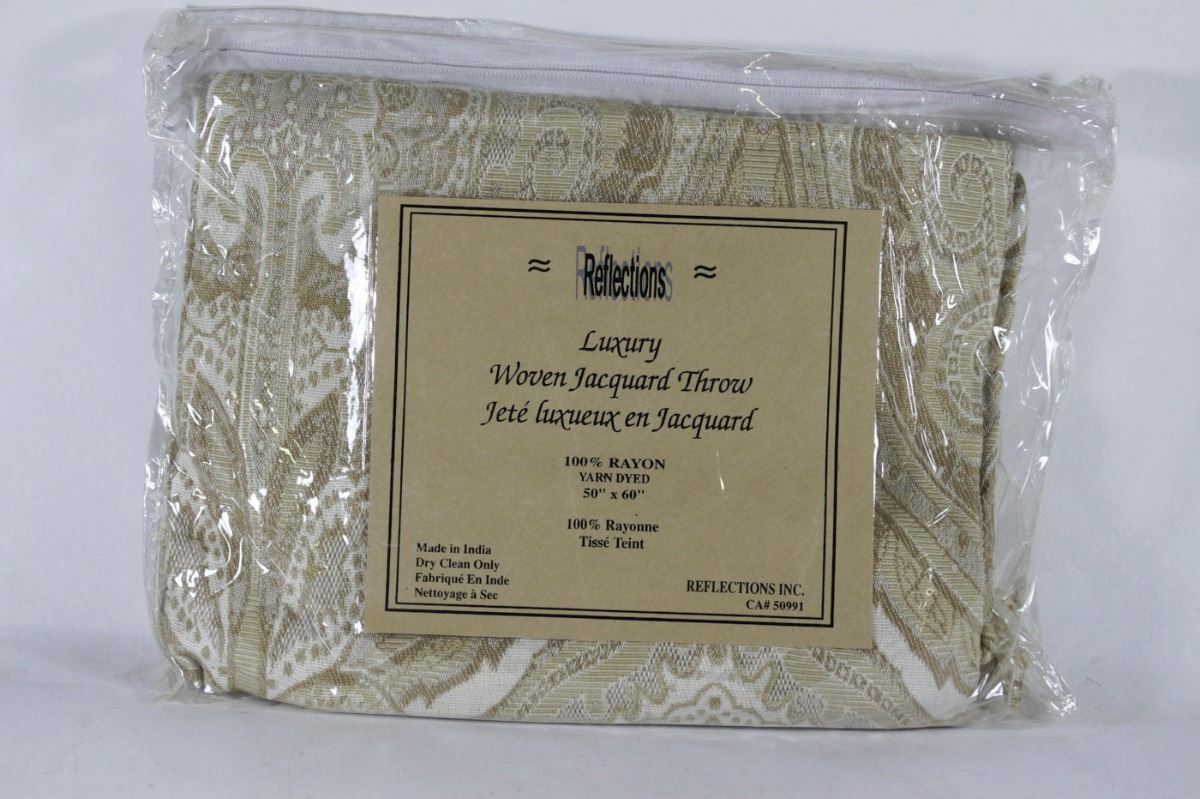 ≈ Reflections ≈
Luxury
Woven Jacquard Throw
Jeté luxueux en Jacquard
100% RAYON
YARN DYED
50" x 60"
100% Rayonne
Tissé Teint
Made in India
Dry Clean Only
Fabriqué En Inde
Nettoyage à Sec
REFLECTIONS INC.
CA# 50991